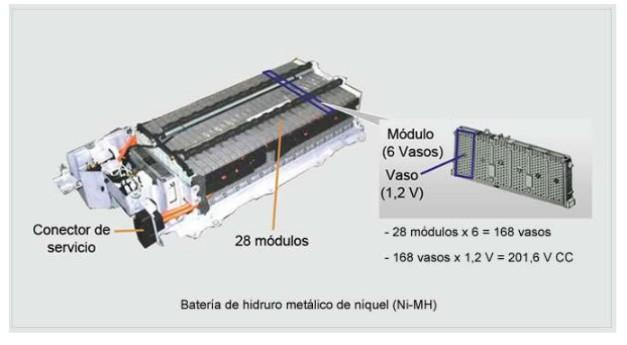 Módulo
(6 Vasos)
Vaso
(1,2 V)
Conector de
servicio
28 módulos
- 28 módulos x 6 = 168 vasos
- 168 vasos x 1,2 V = 201,6 V CC
Batería de hidruro metálico de níquel (Ni-MH)